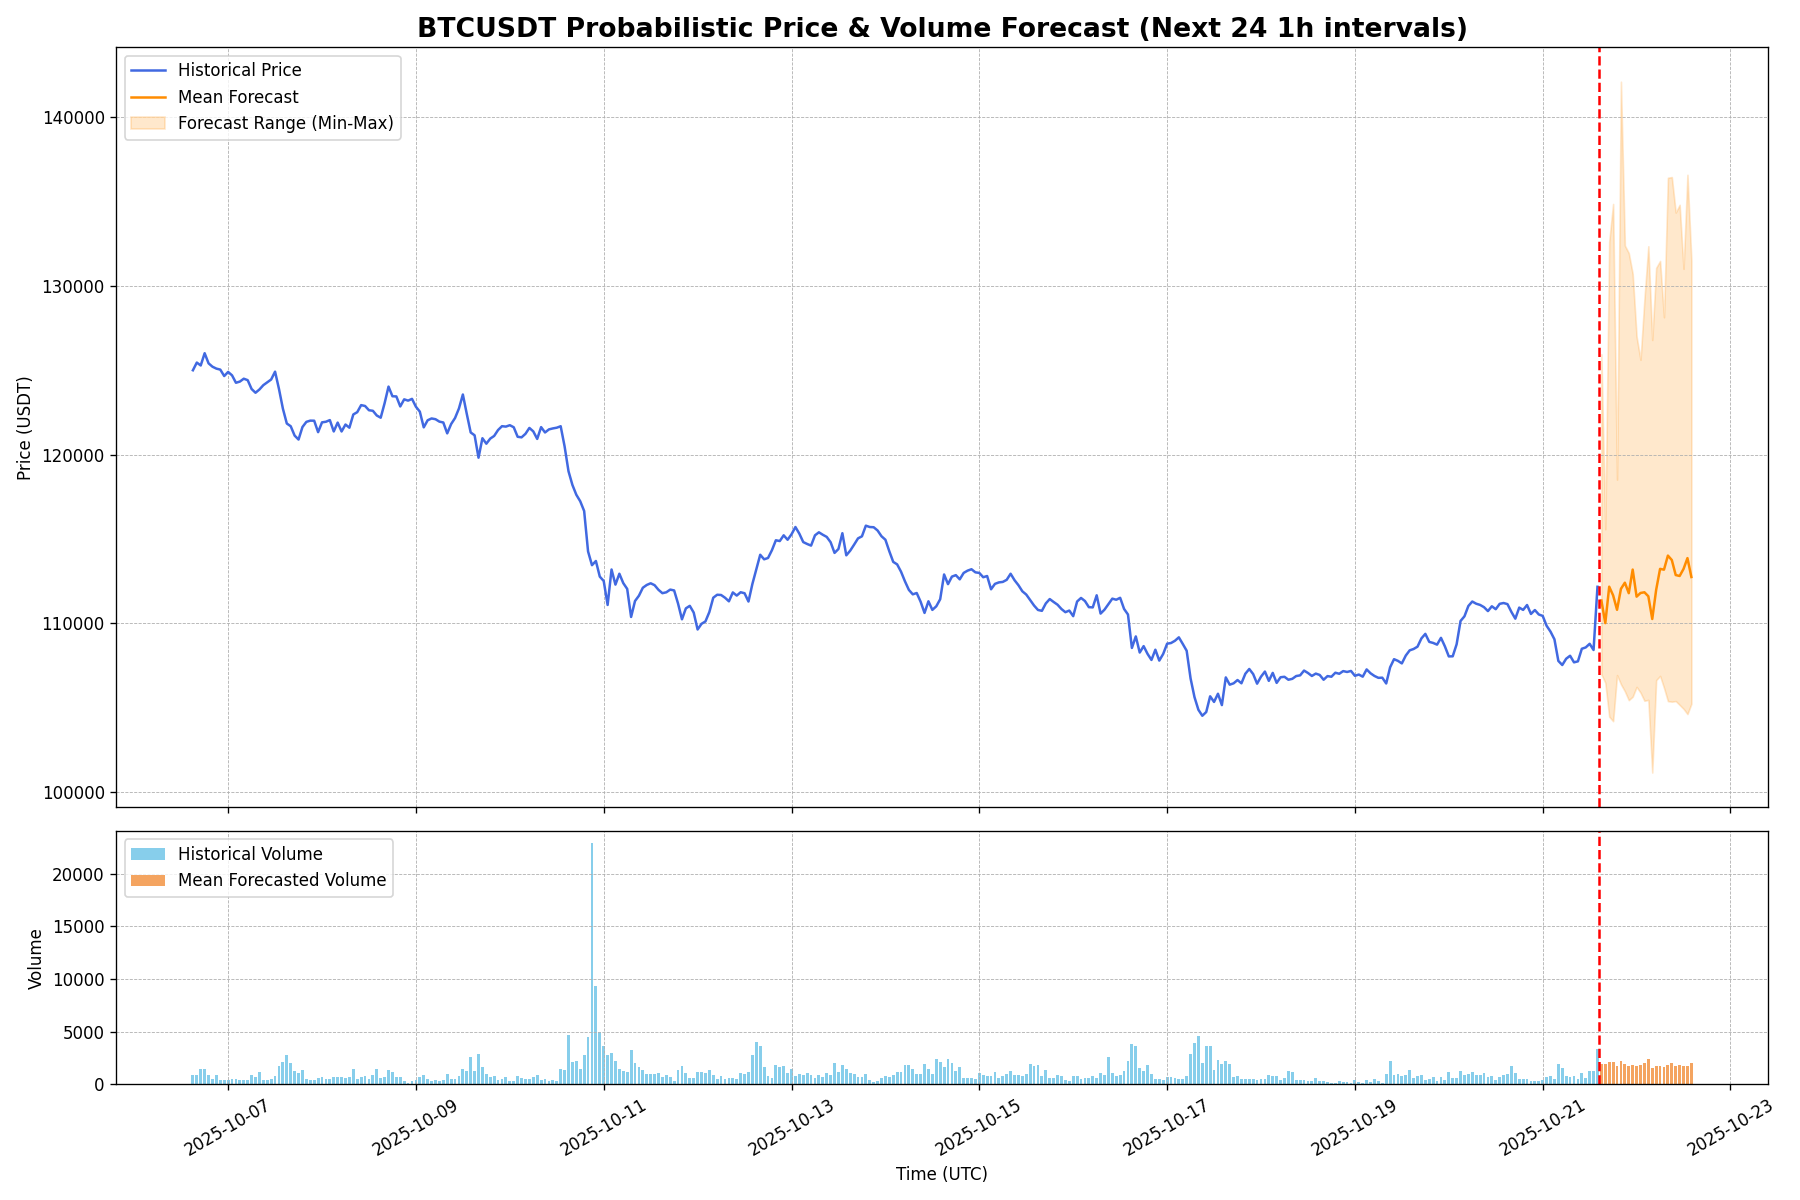 BTCUSDT Probabilistic Price & Volume Forecast (Next 24 1h intervals)
Historical Price
Mean Forecast
Forecast Range (Min-Max)
140000
130000
120000
110000
100000
Price (USDT)
Historical Volume
Mean Forecasted Volume
20000
15000
10000
5000
0
Volume
2025-10-07
2025-10-09
2025-10-11
2025-10-13
2025-10-15
2025-10-17
2025-10-19
2025-10-21
2025-10-23
Time (UTC)